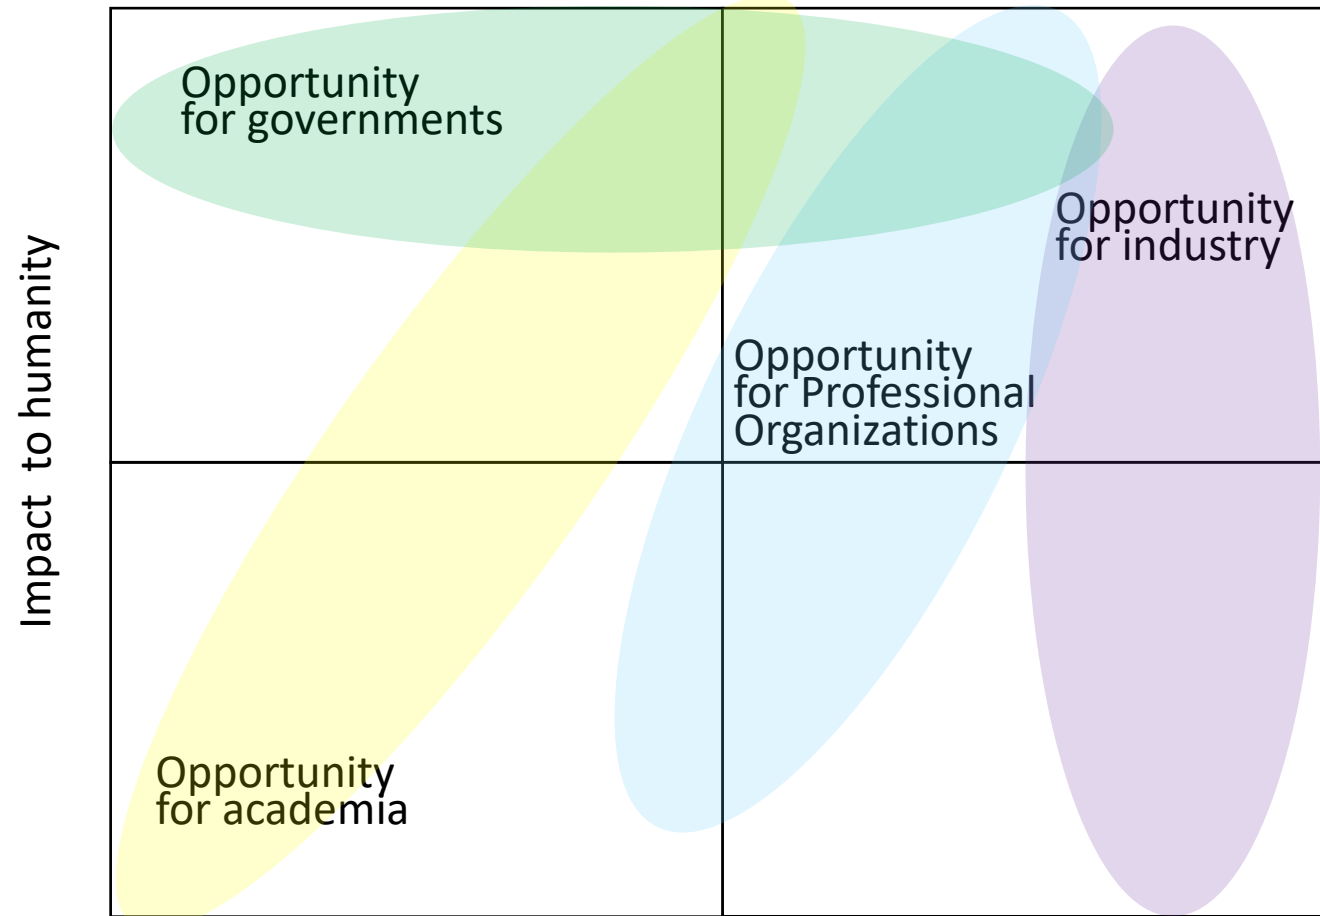 Opportunity
for governments
Opportunity
for industry
Impact to humanity
Opportunity
for Professional
Organizations
Opportunity
for academia